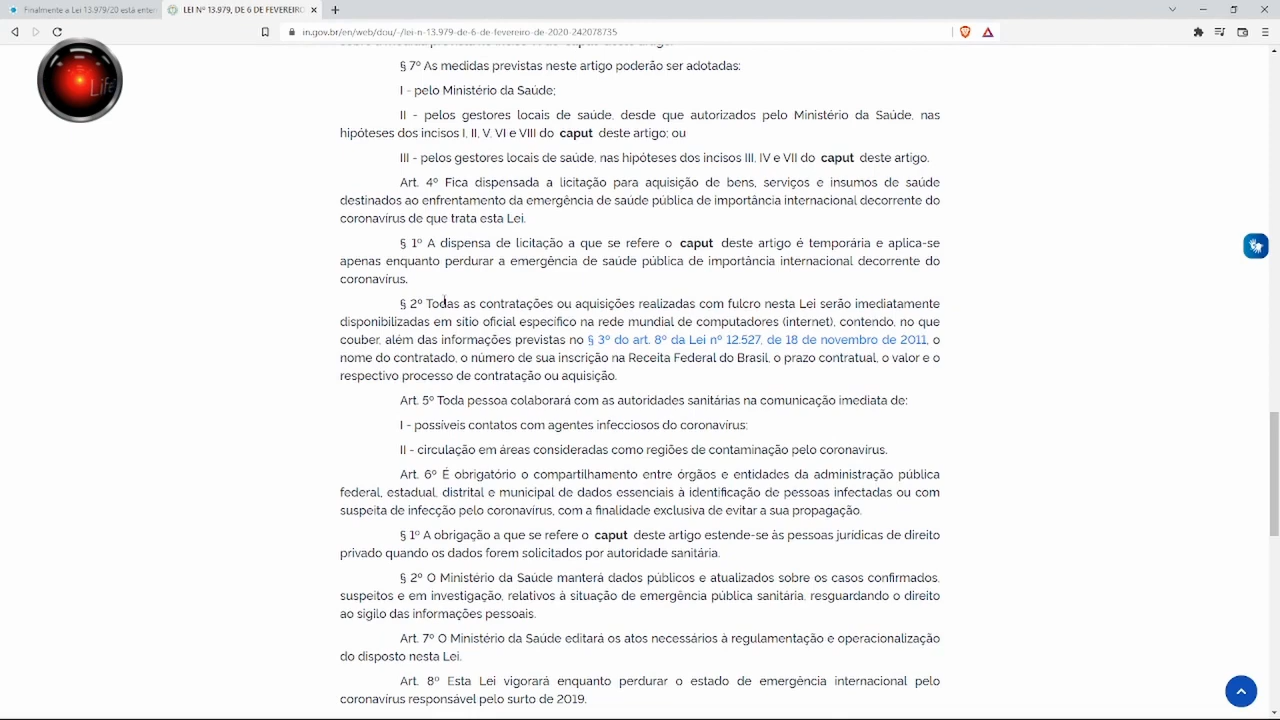 Finalmente a Lei 13.979/20 está enter
LEI Nº 13.979, DE 6 DE FEVEREIRO
in.gov.br/en/web/dou/-/lei-n-13.979-de-6-de-fevereiro-de-2020-242078735
Life
caput deste artigo.
§ 7º As medidas previstas neste artigo poderão ser adotadas:
I - pelo Ministério da Saúde;
II - pelos gestores locais de saúde, desde que autorizados pelo Ministério da Saúde, nas
hipóteses dos incisos I, II, V, VI e VIII do caput deste artigo; ou
III - pelos gestores locais de saúde, nas hipóteses dos incisos III, IV e VII do caput deste artigo.
Art. 4º Fica dispensada a licitação para aquisição de bens, serviços e insumos de saúde
destinados ao enfrentamento da emergência de saúde pública de importância internacional decorrente do
coronavírus de que trata esta Lei.
§ 1º A dispensa de licitação a que se refere o caput deste artigo é temporária e aplica-se
apenas enquanto perdurar a emergência de saúde pública de importância internacional decorrente do
coronavírus.
§ 2º Todas as contratações ou aquisições realizadas com fulcro nesta Lei serão imediatamente
disponibilizadas em sítio oficial específico na rede mundial de computadores (internet), contendo, no que
couber, além das informações previstas no § 3º do art. 8º da Lei nº 12.527, de 18 de novembro de 2011, o
nome do contratado, o número de sua inscrição na Receita Federal do Brasil, o prazo contratual, o valor e o
respectivo processo de contratação ou aquisição.
Art. 5º Toda pessoa colaborará com as autoridades sanitárias na comunicação imediata de:
I - possíveis contatos com agentes infecciosos do coronavírus;
II - circulação em áreas consideradas como regiões de contaminação pelo coronavírus.
Art. 6º É obrigatório o compartilhamento entre órgãos e entidades da administração pública
federal, estadual, distrital e municipal de dados essenciais à identificação de pessoas infectadas ou com
suspeita de infecção pelo coronavírus, com a finalidade exclusiva de evitar a sua propagação.
§ 1º A obrigação a que se refere o caput deste artigo estende-se às pessoas jurídicas de direito
privado quando os dados forem solicitados por autoridade sanitária.
§ 2º O Ministério da Saúde manterá dados públicos e atualizados sobre os casos confirmados,
suspeitos e em investigação, relativos à situação de emergência pública sanitária, resguardando o direito
ao sigilo das informações pessoais.
Art. 7º O Ministério da Saúde editará os atos necessários à regulamentação e operacionalização
do disposto nesta Lei.
Art. 8º Esta Lei vigorará enquanto perdurar o estado de emergência internacional pelo
coronavírus responsável pelo surto de 2019.